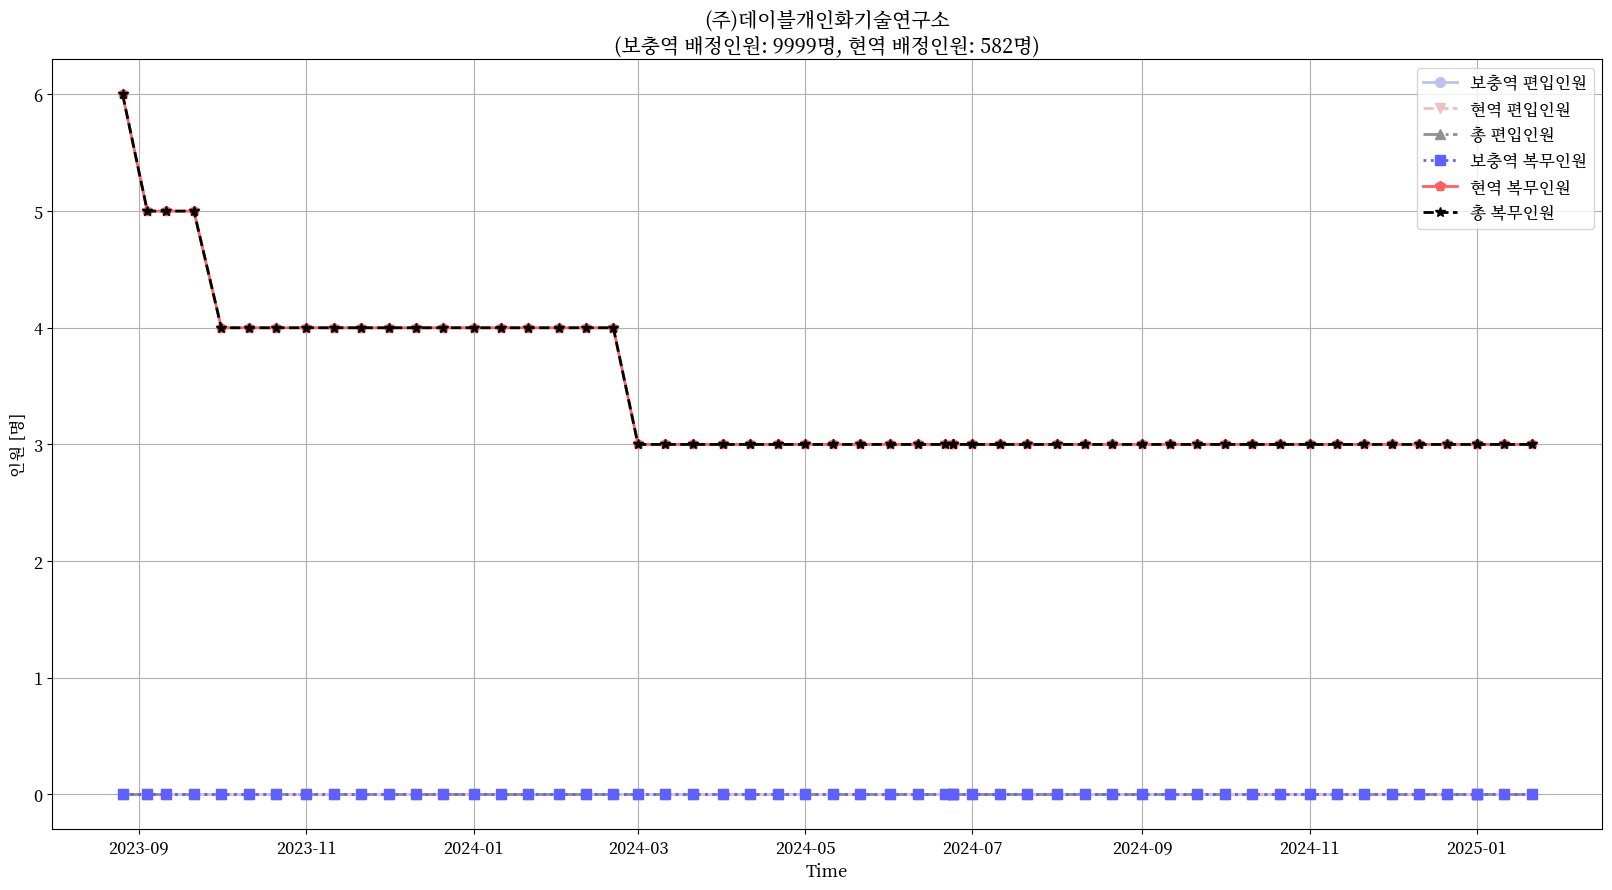 (주)데이블개인화기술연구소
(보충역 배정인원: 9999명, 현역 배정인원: 582명)
보충역 편입인원
현역 편입인원
총 편입인원
보충역 복무인원
현역 복무인원
총 복무인원
인원 [명]
6
5
4
3
2
1
0
2023-09
2023-11
2024-01
2024-03
2024-05
2024-07
2024-09
2024-11
2025-01
Time